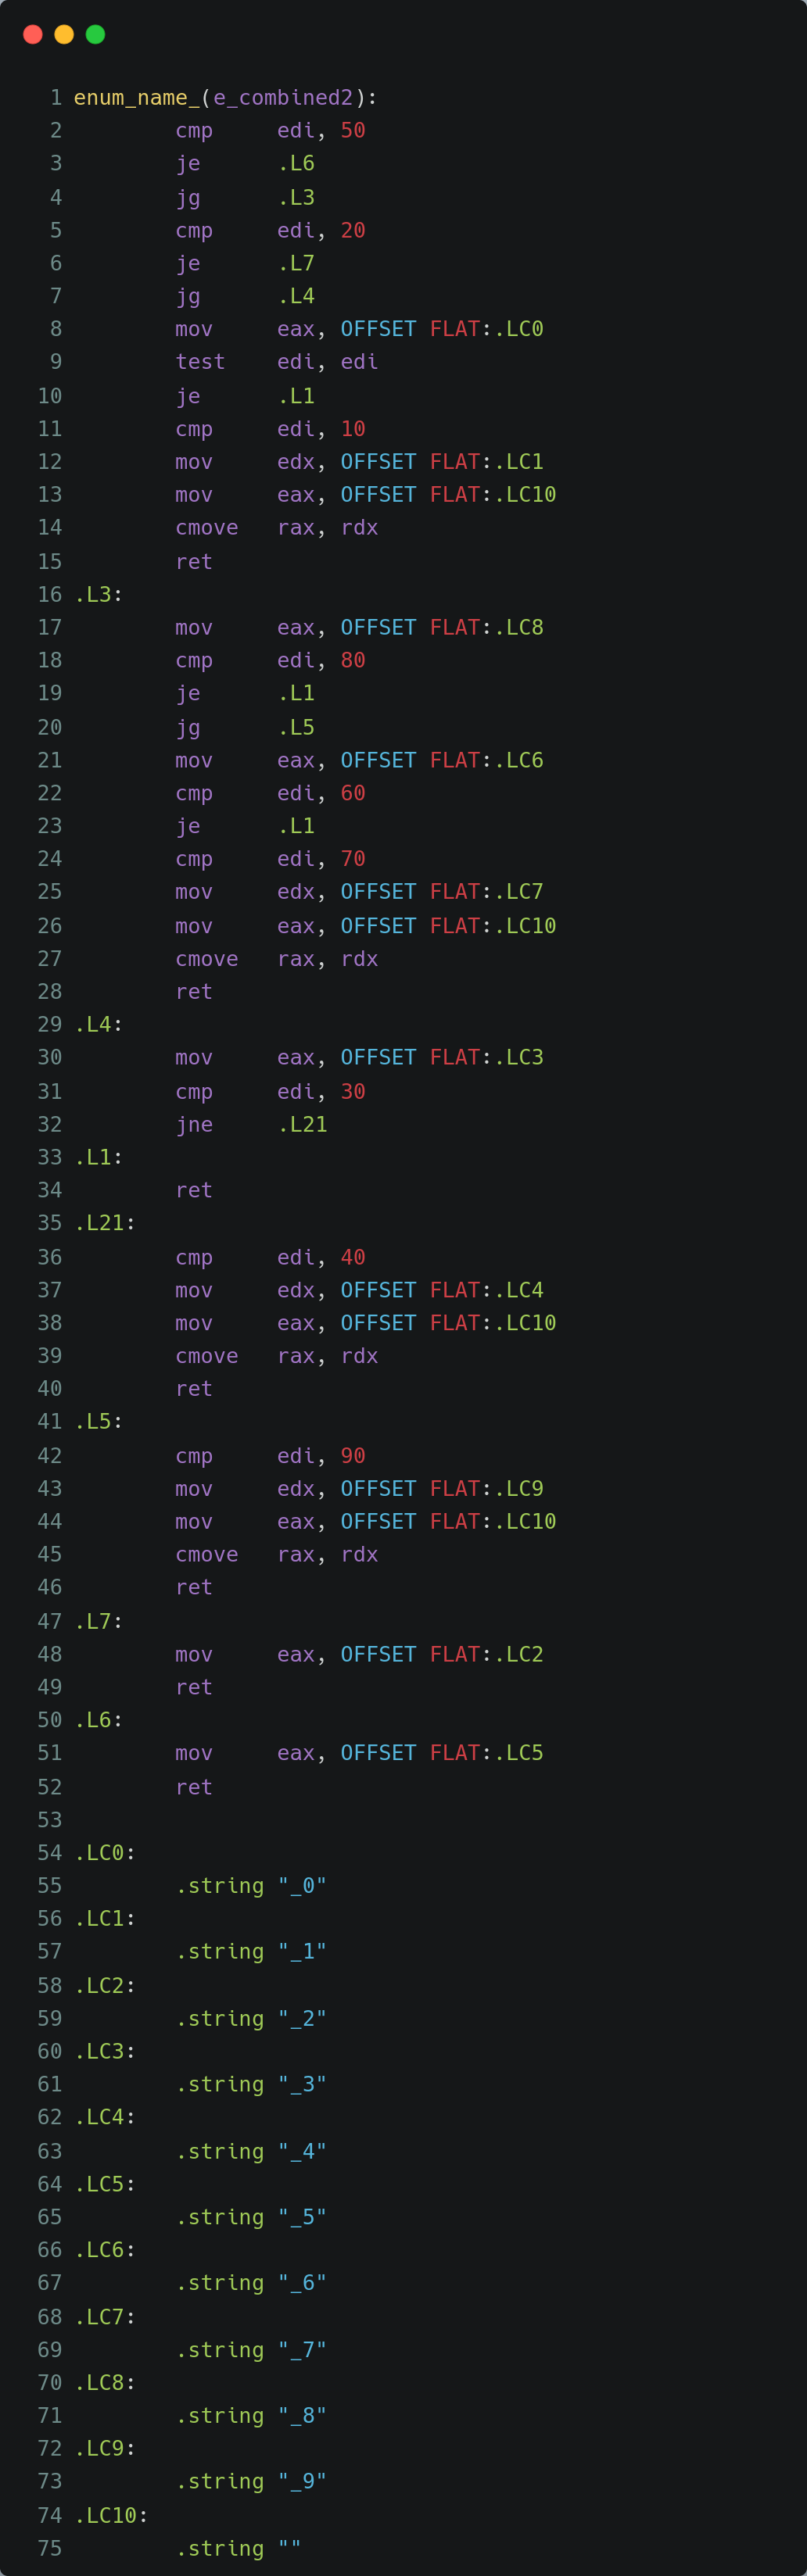 1 enum_name_(e_combined2):
2         cmp     edi, 50
3         je      .L6
4         jg      .L3
5         cmp     edi, 20
6         je      .L7
7         jg      .L4
8         mov     eax, OFFSET FLAT:.LC0
9         test    edi, edi
10         je      .L1
11         cmp     edi, 10
12         mov     edx, OFFSET FLAT:.LC1
13         mov     eax, OFFSET FLAT:.LC10
14         cmove   rax, rdx
15         ret
16 .L3:
17         mov     eax, OFFSET FLAT:.LC8
18         cmp     edi, 80
19         je      .L1
20         jg      .L5
21         mov     eax, OFFSET FLAT:.LC6
22         cmp     edi, 60
23         je      .L1
24         cmp     edi, 70
25         mov     edx, OFFSET FLAT:.LC7
26         mov     eax, OFFSET FLAT:.LC10
27         cmove   rax, rdx
28         ret
29 .L4:
30         mov     eax, OFFSET FLAT:.LC3
31         cmp     edi, 30
32         jne     .L21
33 .L1:
34         ret
35 .L21:
36         cmp     edi, 40
37         mov     edx, OFFSET FLAT:.LC4
38         mov     eax, OFFSET FLAT:.LC10
39         cmove   rax, rdx
40         ret
41 .L5:
42         cmp     edi, 90
43         mov     edx, OFFSET FLAT:.LC9
44         mov     eax, OFFSET FLAT:.LC10
45         cmove   rax, rdx
46         ret
47 .L7:
48         mov     eax, OFFSET FLAT:.LC2
49         ret
50 .L6:
51         mov     eax, OFFSET FLAT:.LC5
52         ret
53
54 .LC0:
55         .string "_0"
56 .LC1:
57         .string "_1"
58 .LC2:
59         .string "_2"
60 .LC3:
61         .string "_3"
62 .LC4:
63         .string "_4"
64 .LC5:
65         .string "_5"
66 .LC6:
67         .string "_6"
68 .LC7:
69         .string "_7"
70 .LC8:
71         .string "_8"
72 .LC9:
73         .string "_9"
74 .LC10:
75         .string ""